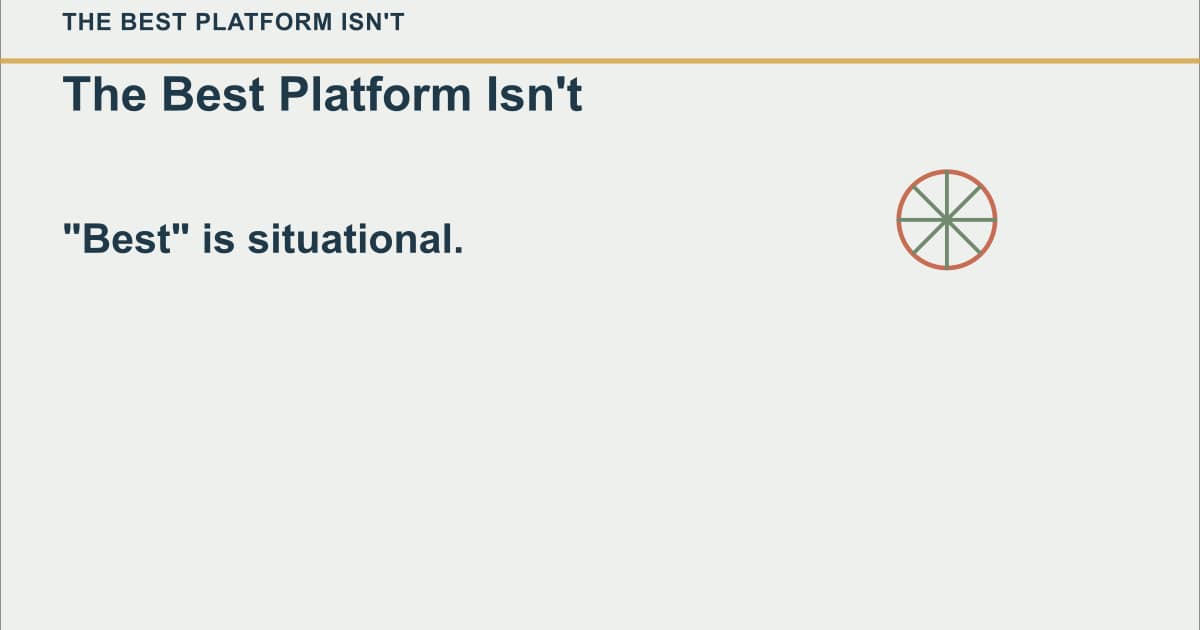 THE BEST PLATFORM ISN'T
The Best Platform Isn't
"Best" is situational.